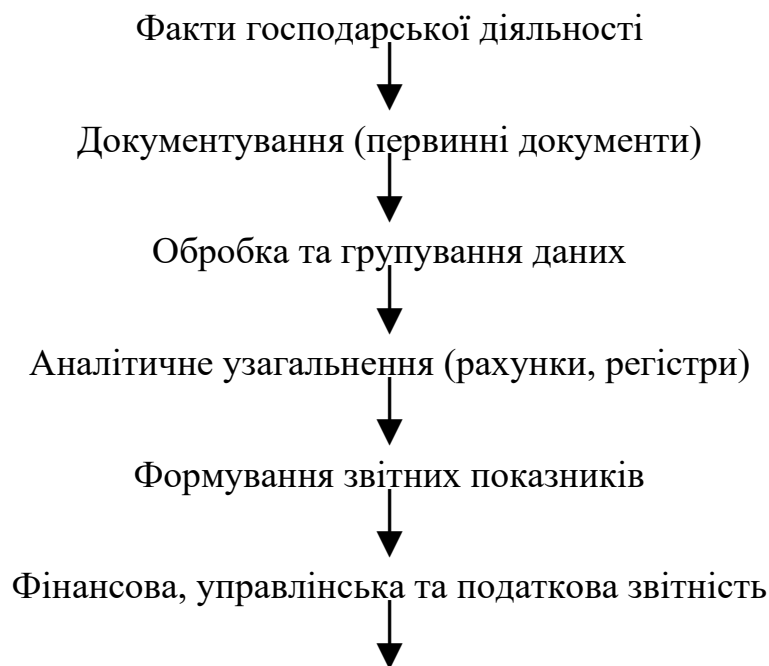 Факти господарської діяльності
Документування (первинні документи)
Обробка та групування даних
Аналітичне узагальнення (рахунки, регістри)
Формування звітних показників
Фінансова, управлінська та податкова звітність